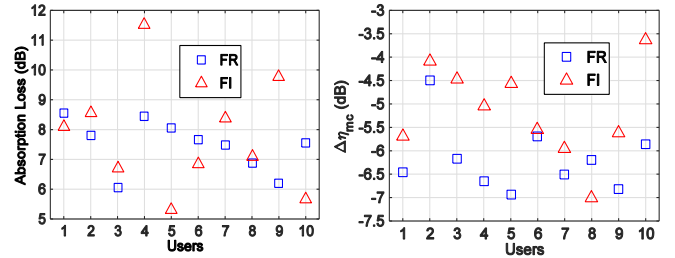 Absorption Loss (dB)
12
11
10
9
8
7
6
5
FR
FI
1 2 3 4 5 6 7 8 9 10
Users
Δηmc (dB)
-3
-3.5
-4
-4.5
-5
-5.5
-6
-6.5
-7
-7.5
FR
FI
1 2 3 4 5 6 7 8 9 10
Users